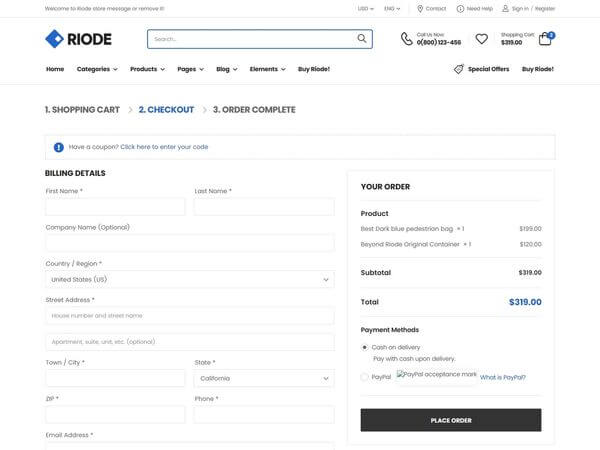 Welcome to Riode store message or remove it!
USD ENG Contact Need Help Sign in / Register
RIODE
Search...
Call Us Now:
0(800) 123-456
Shopping Cart:
$319.00
2
Home Categories Products Pages Blog Elements Buy Riode! Special Offers Buy Riode!
1. SHOPPING CART 2. CHECKOUT 3. ORDER COMPLETE
Have a coupon? Click here to enter your code
BILLING DETAILS
First Name * Last Name *
Company Name (Optional)
Country / Region *
United States (US)
Street Address *
House number and street name
Apartment, suite, unit, etc. (optional)
Town / City * State *
California
ZIP * Phone *
Email Address *
YOUR ORDER
Product
Best Dark blue pedestrion bag × 1 $199.00
Beyond Riode Original Container × 1 $120.00
Subtotal $319.00
Total $319.00
Payment Methods
Cash on delivery
Pay with cash upon delivery.
PayPal PayPal acceptance mark What is PayPal?
PLACE ORDER